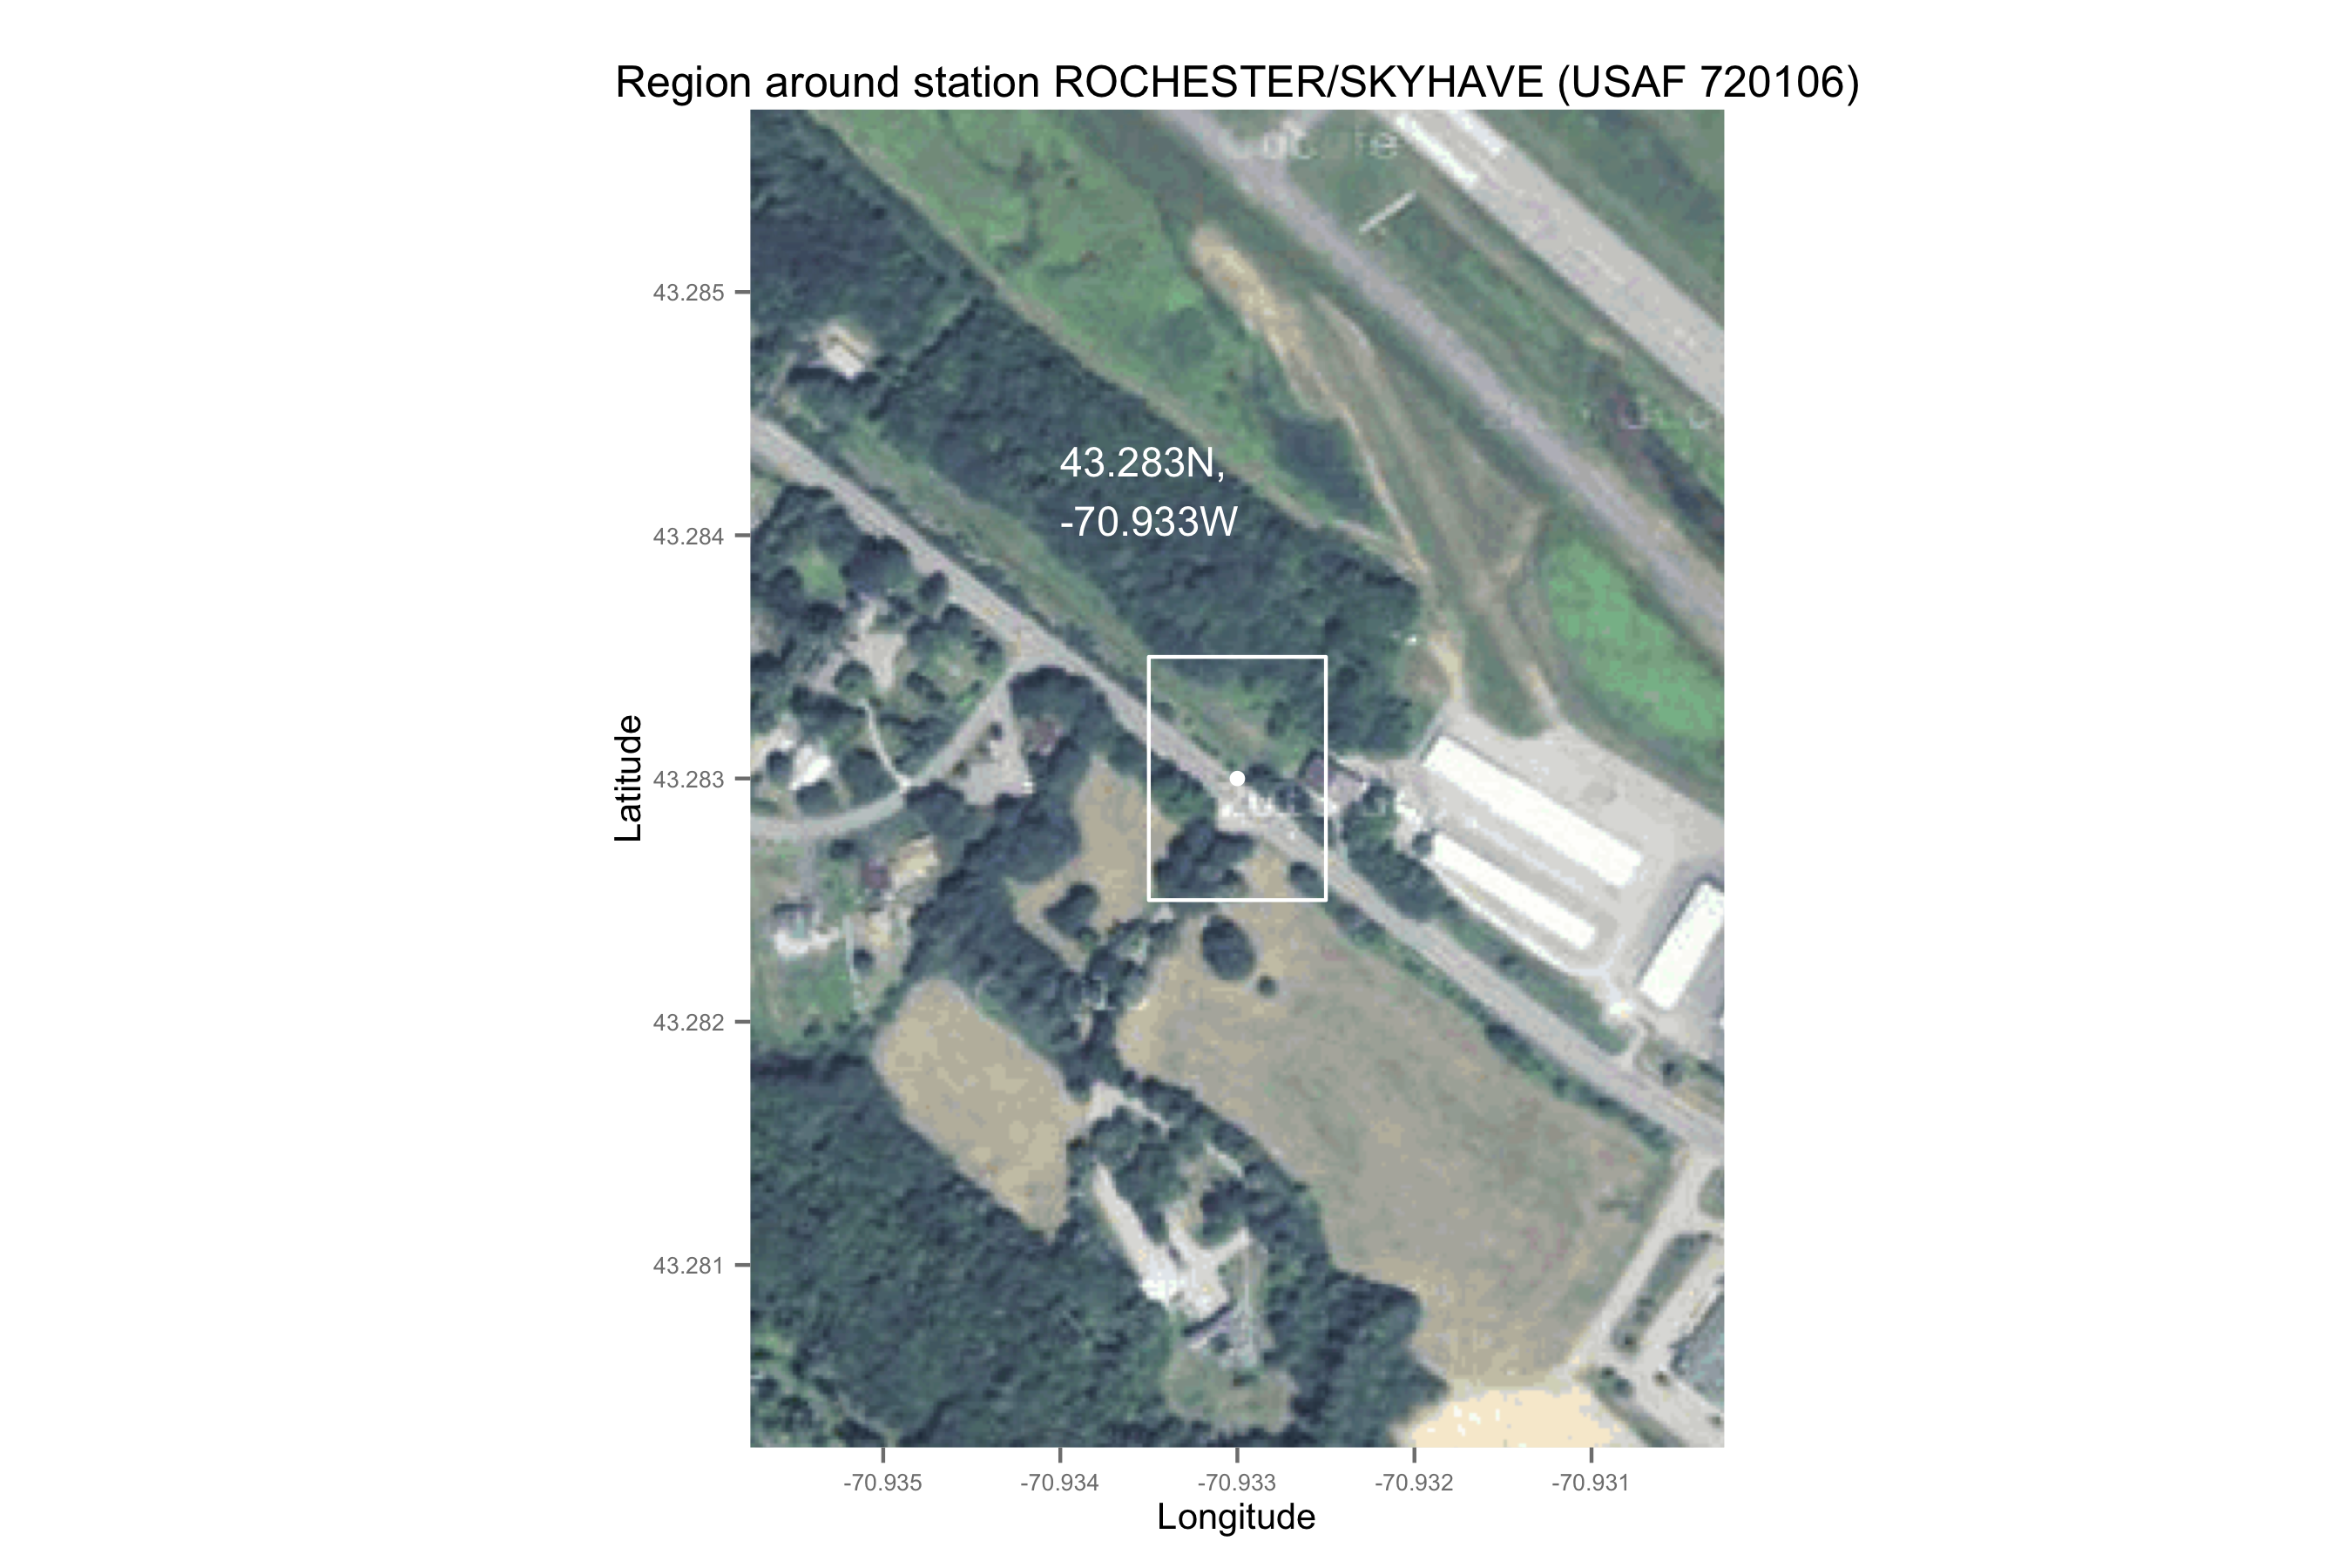 Region around station ROCHESTER/SKYHAVE (USAF 720106)
43.285
43.283N,
-70.933W
43.284
Latitude
43.283
43.282
43.281
-70.935 -70.934 -70.933 -70.932 -70.931
Longitude